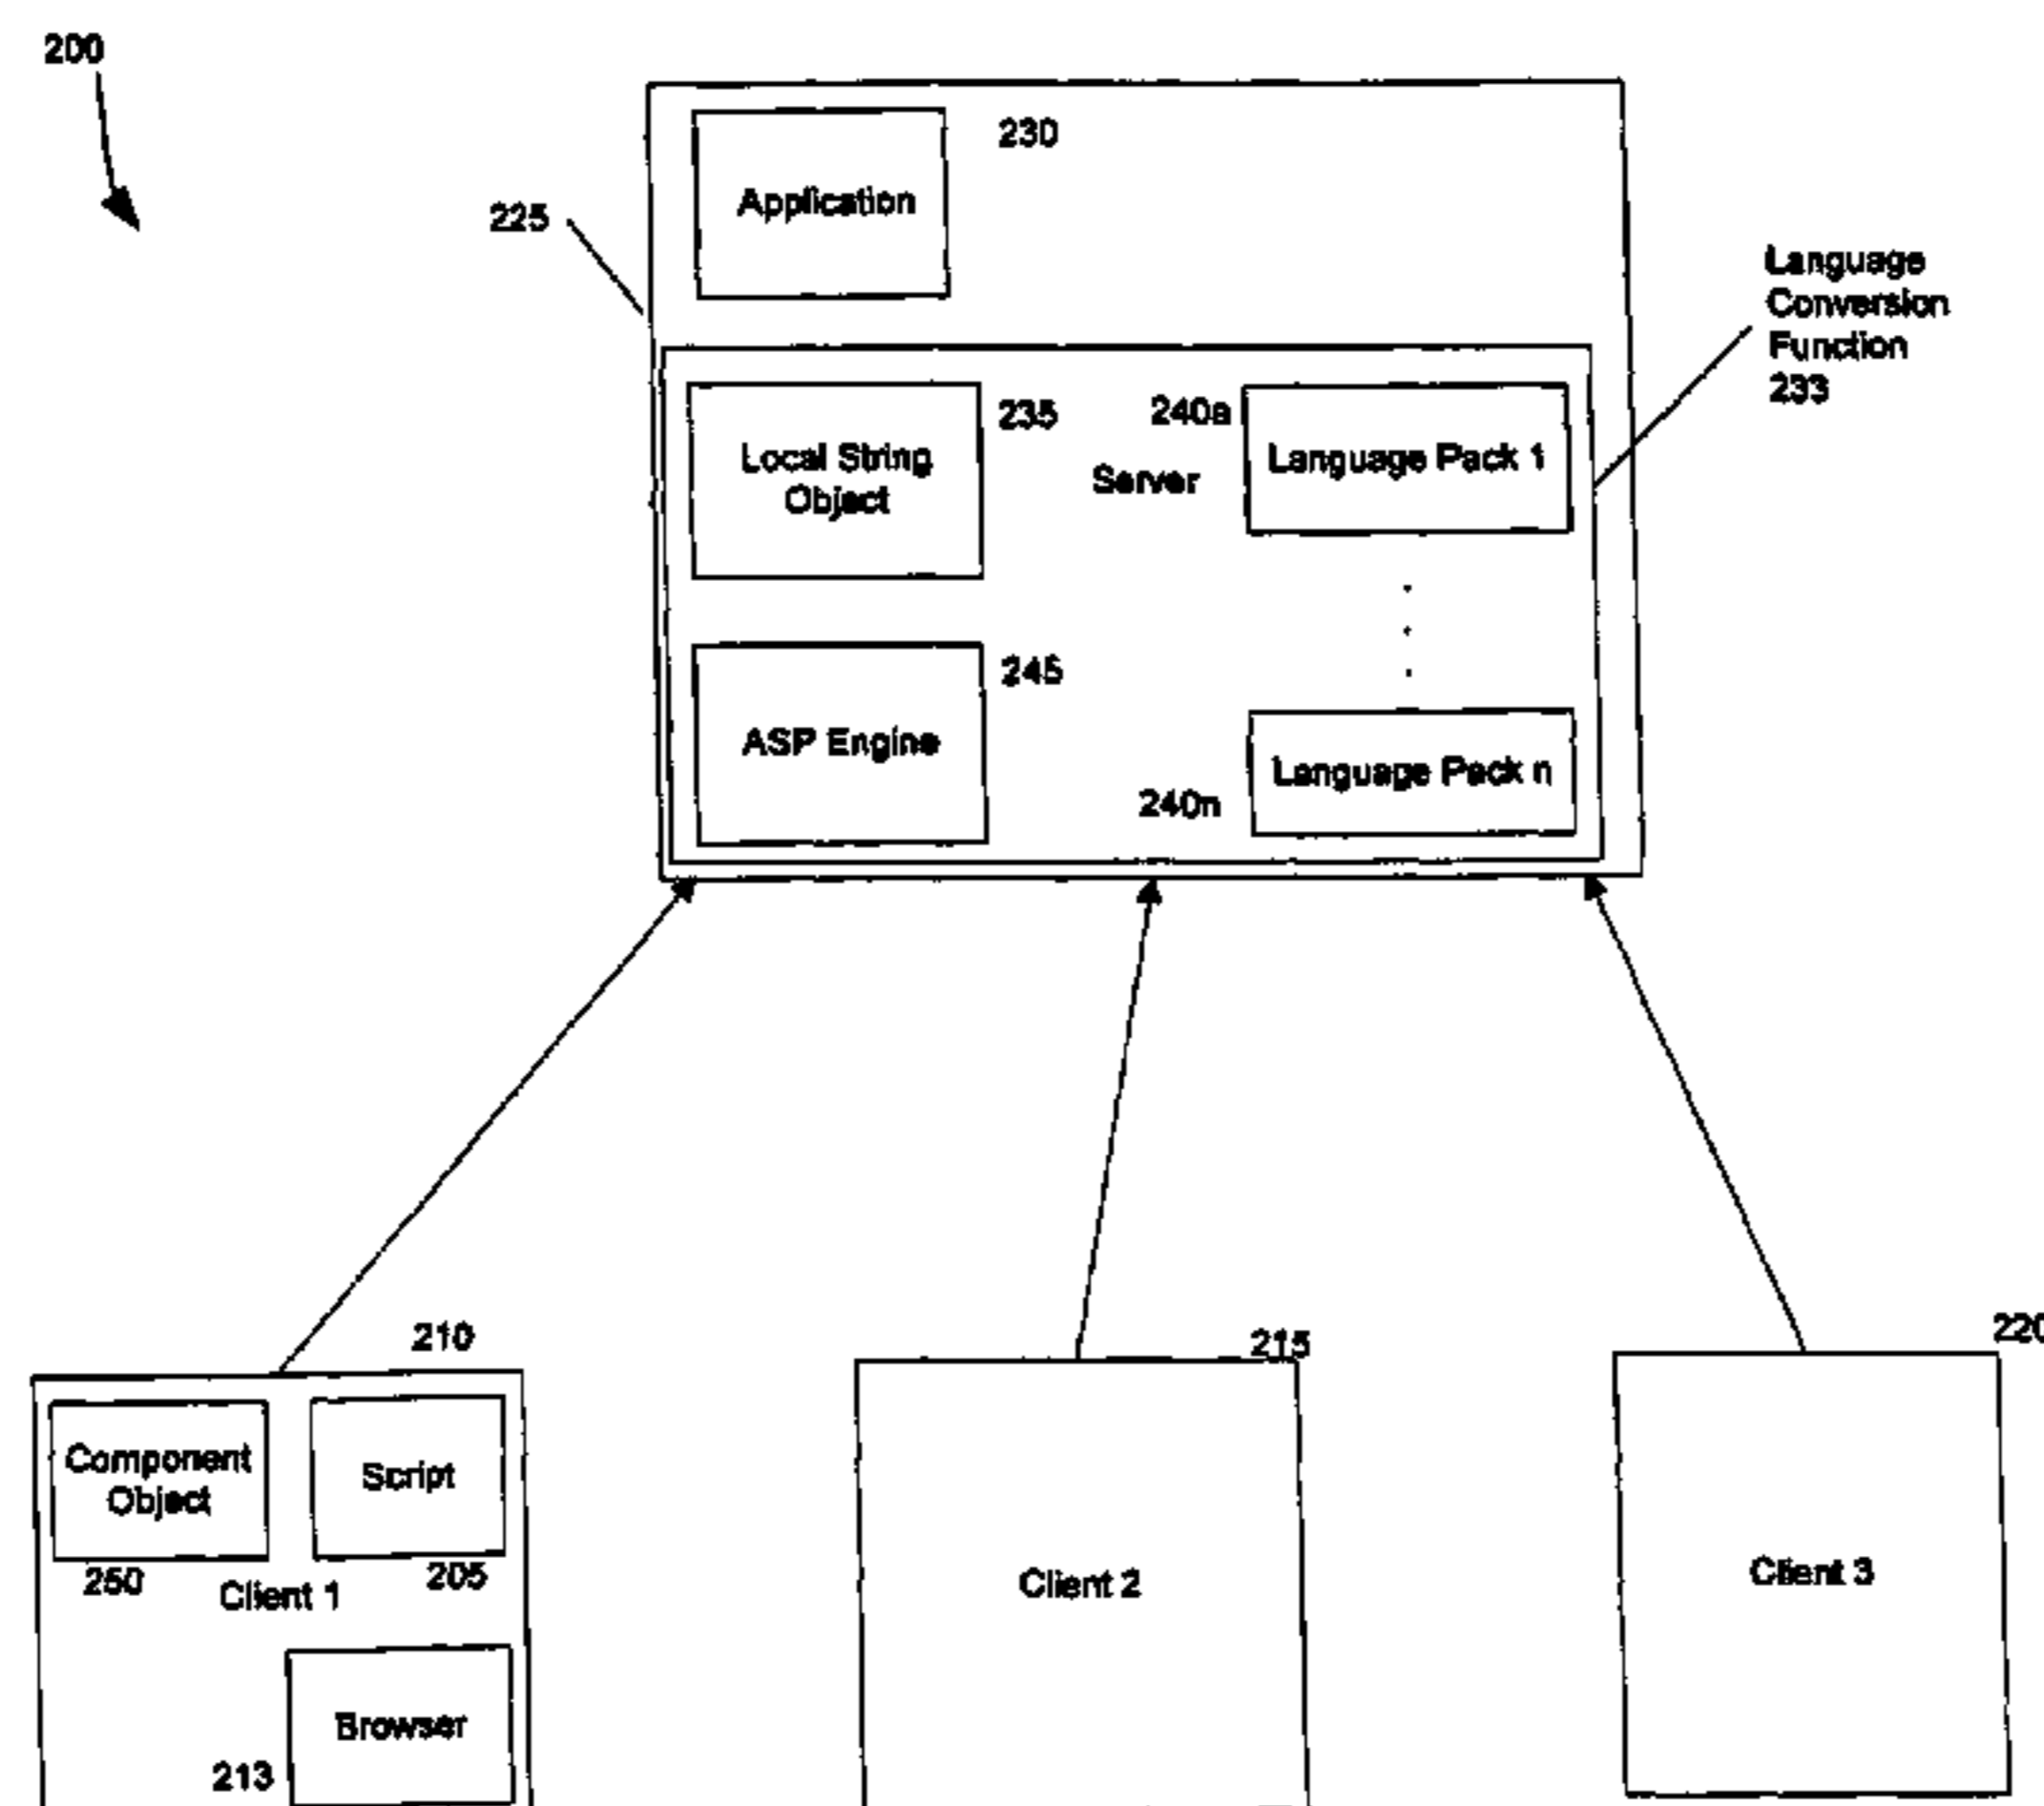 200
230
Application
225
Language
Conversion
Function
233
235
240a
Local String
Object
Server
Language Pack 1
245
ASP Engine
Language Pack n
240n
210
215
220
Component
Object
Script
250
205
Client 1
Client 2
Client 3
Browser
213